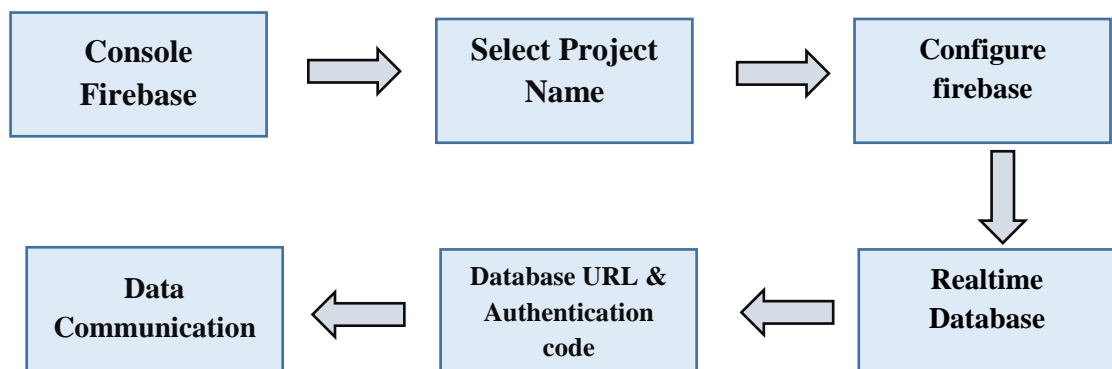 Console
Firebase
Select Project
Name
Configure
firebase
Realtime
Database
Database URL &
Authentication
code
Data
Communication